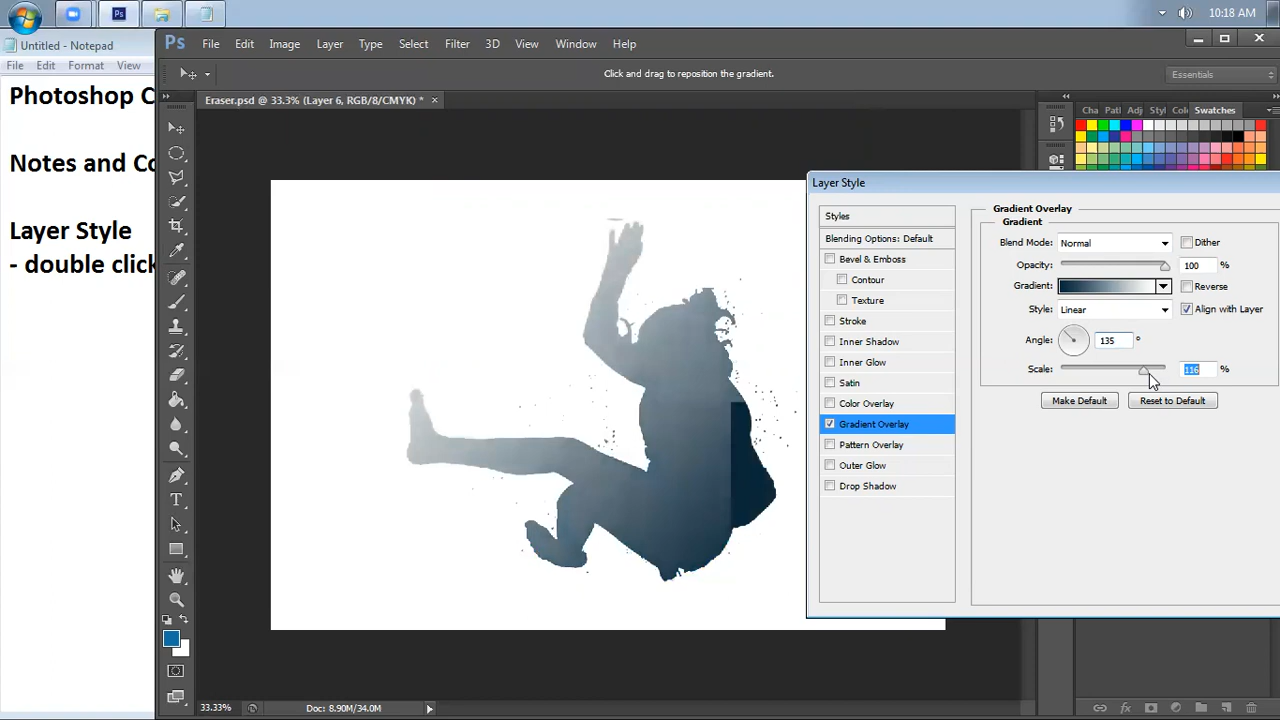 10:18 AM
Untitled - Notepad
File Edit Format View
Photoshop C
Notes and Co
Layer Style
- double click
Ps File Edit Image Layer Type Select Filter 3D View Window Help
Click and drag to reposition the gradient.
Essentials
Eraser.psd @ 33.3% (Layer 6, RGB/8/CMYK) * ×
Cha Pat Adj Styl Col Swatches
Layer Style
Styles
Blending Options: Default
Bevel & Emboss
Contour
Texture
Stroke
Inner Shadow
Inner Glow
Satin
Color Overlay
Gradient Overlay
Pattern Overlay
Outer Glow
Drop Shadow
Gradient Overlay
Gradient
Blend Mode: Normal Dither
Opacity: 100 %
Gradient: Reverse
Style: Linear Align with Layer
Angle: 135 °
Scale: 116 %
Make Default Reset to Default
33.33% Doc: 8.90M/34.0M